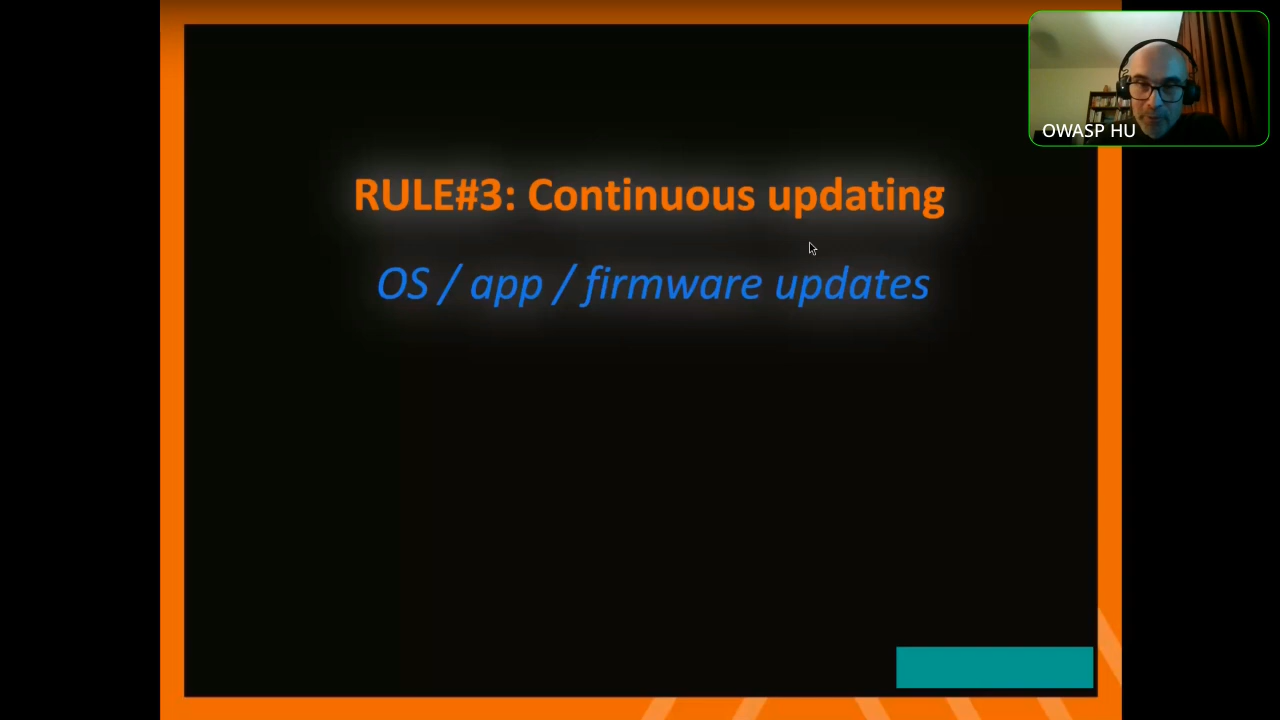 RULE#3: Continuous updating
OS / app / firmware updates
OWASP HU